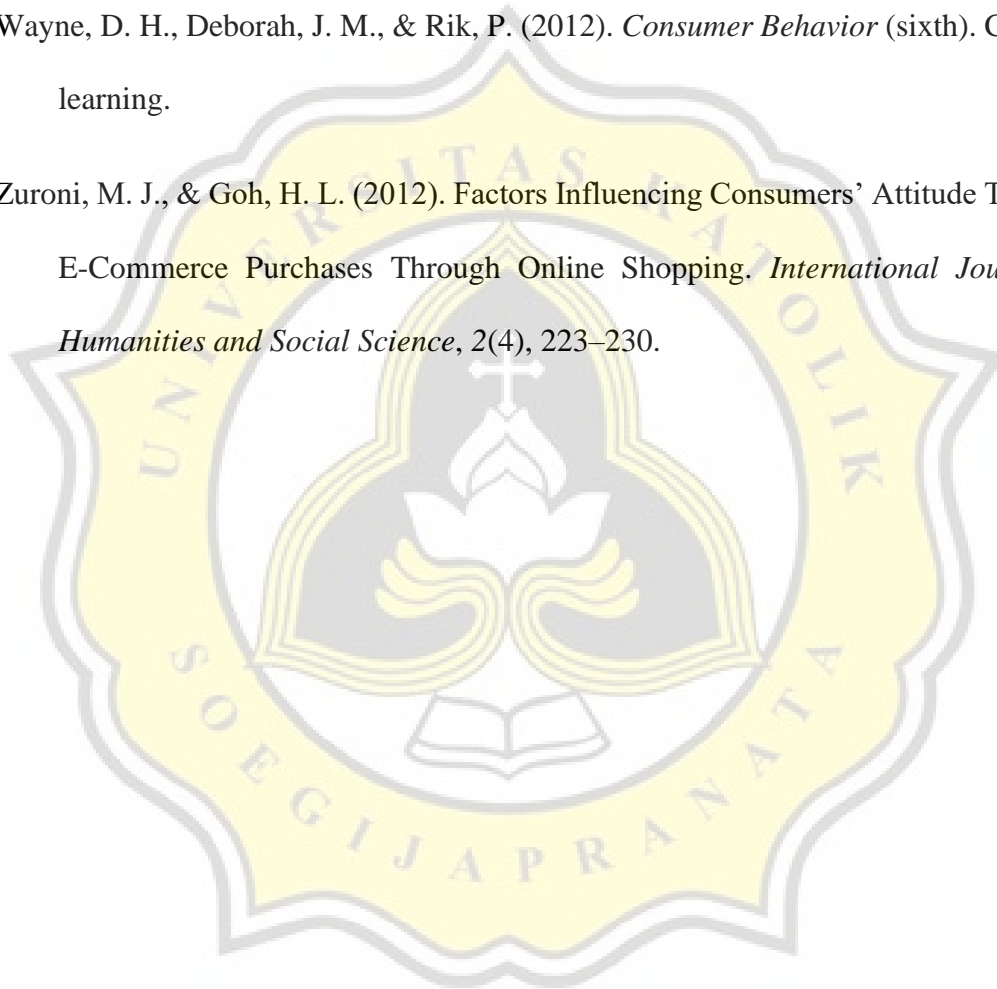 Wayne, D. H., Deborah, J. M., & Rik, P. (2012). Consumer Behavior (sixth).
learning.
Zuroni, M. J., & Goh, H. L. (2012). Factors Influencing Consumers’ Attitude
E-Commerce Purchases Through Online Shopping. International
Humanities and Social Science, 2(4), 223–230.
UNIVERSITAS KATOLIK
SOEGIJAPRANATA